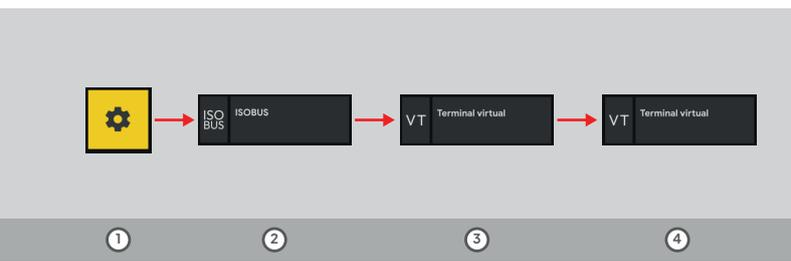 ISO
BUS
ISOBUS
VT
Terminal virtual
VT
Terminal virtual
1
2
3
4